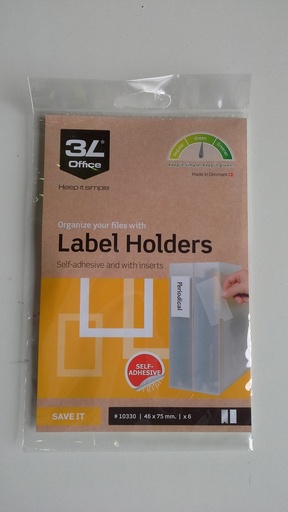 3L
Office
Keep it simple
Green
Made in Denmark
Organize your files with
Label Holders
Self-adhesive and with inserts
Periodical
SELF-
ADHESIVE
SAVE IT
# 10330 | 46 x 75 mm. | x 6